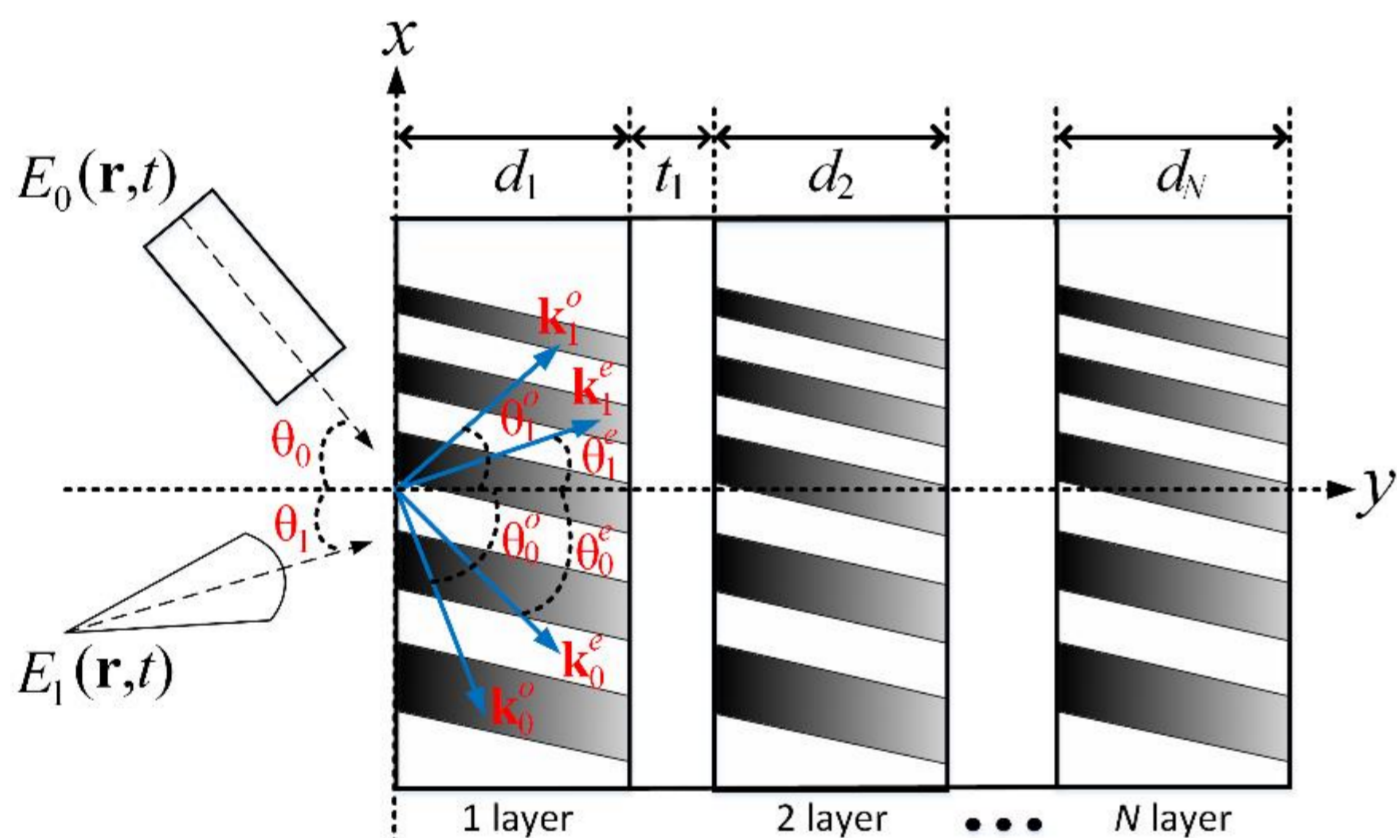 x
d₁ t₁ d₂ d_N
E₀(r,t)
k₁ᵒ
k₁ᵉ
θ₀ θ₁ᵒ θ₁ᵉ
y
θ₁ θ₀ᵒ θ₀ᵉ
E₁(r,t) k₀ᵉ
k₀ᵒ
1 layer 2 layer ••• N layer